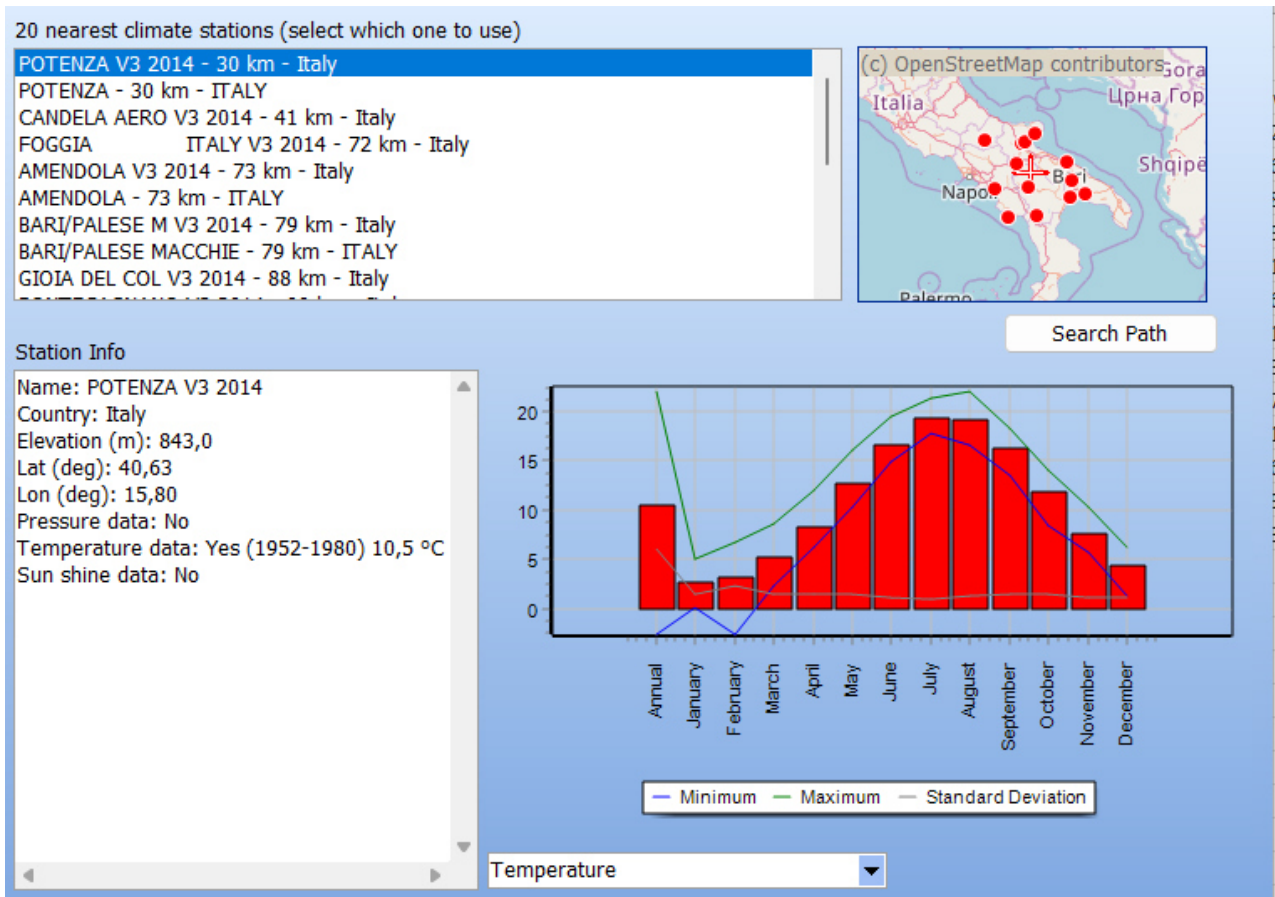 20 nearest climate stations (select which one to use)
POTENZA V3 2014 - 30 km - Italy
POTENZA - 30 km - ITALY
CANDELA AERO V3 2014 - 41 km - Italy
FOGGIA ITALY V3 2014 - 72 km - Italy
AMENDOLA V3 2014 - 73 km - Italy
AMENDOLA - 73 km - ITALY
BARI/PALESE M V3 2014 - 79 km - Italy
BARI/PALESE MACCHIE - 79 km - ITALY
GIOIA DEL COL V3 2014 - 88 km - Italy
(c) OpenStreetMap contributors
Gora
Црна Гор
Italia
Shqipë
Bari
Napoli
Palermo
Search Path
Station Info
Name: POTENZA V3 2014
Country: Italy
Elevation (m): 843,0
Lat (deg): 40,63
Lon (deg): 15,80
Pressure data: No
Temperature data: Yes (1952-1980) 10,5 ºC
Sun shine data: No
20
15
10
5
0
Annual
January
February
March
April
May
June
July
August
September
October
November
December
Minimum
Maximum
Standard Deviation
Temperature